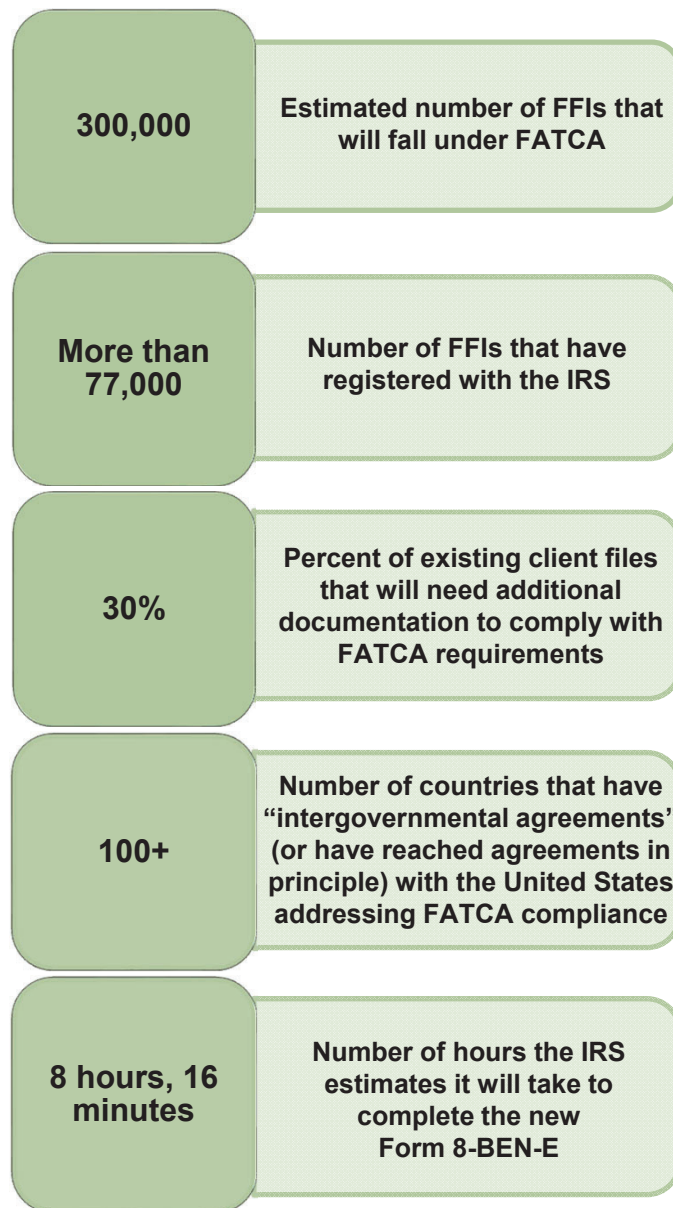 300,000
Estimated number of FFIs that
will fall under FATCA
More than
77,000
Number of FFIs that have
registered with the IRS
30%
Percent of existing client files
that will need additional
documentation to comply with
FATCA requirements
100+
Number of countries that have
“intergovernmental agreements”
(or have reached agreements in
principle) with the United States
addressing FATCA compliance
8 hours, 16
minutes
Number of hours the IRS
estimates it will take to
complete the new
Form 8-BEN-E